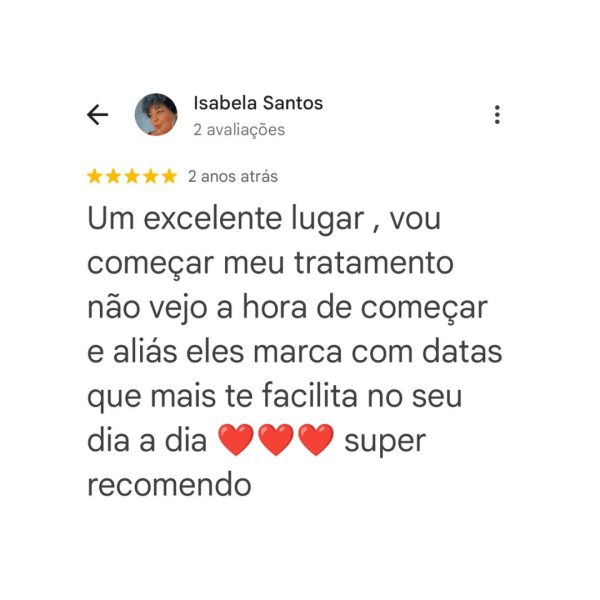 Isabela Santos
2 avaliações
2 anos atrás
Um excelente lugar , vou
começar meu tratamento
não vejo a hora de começar
e aliás eles marca com datas
que mais te facilita no seu
dia a dia ❤️❤️❤️ super
recomendo